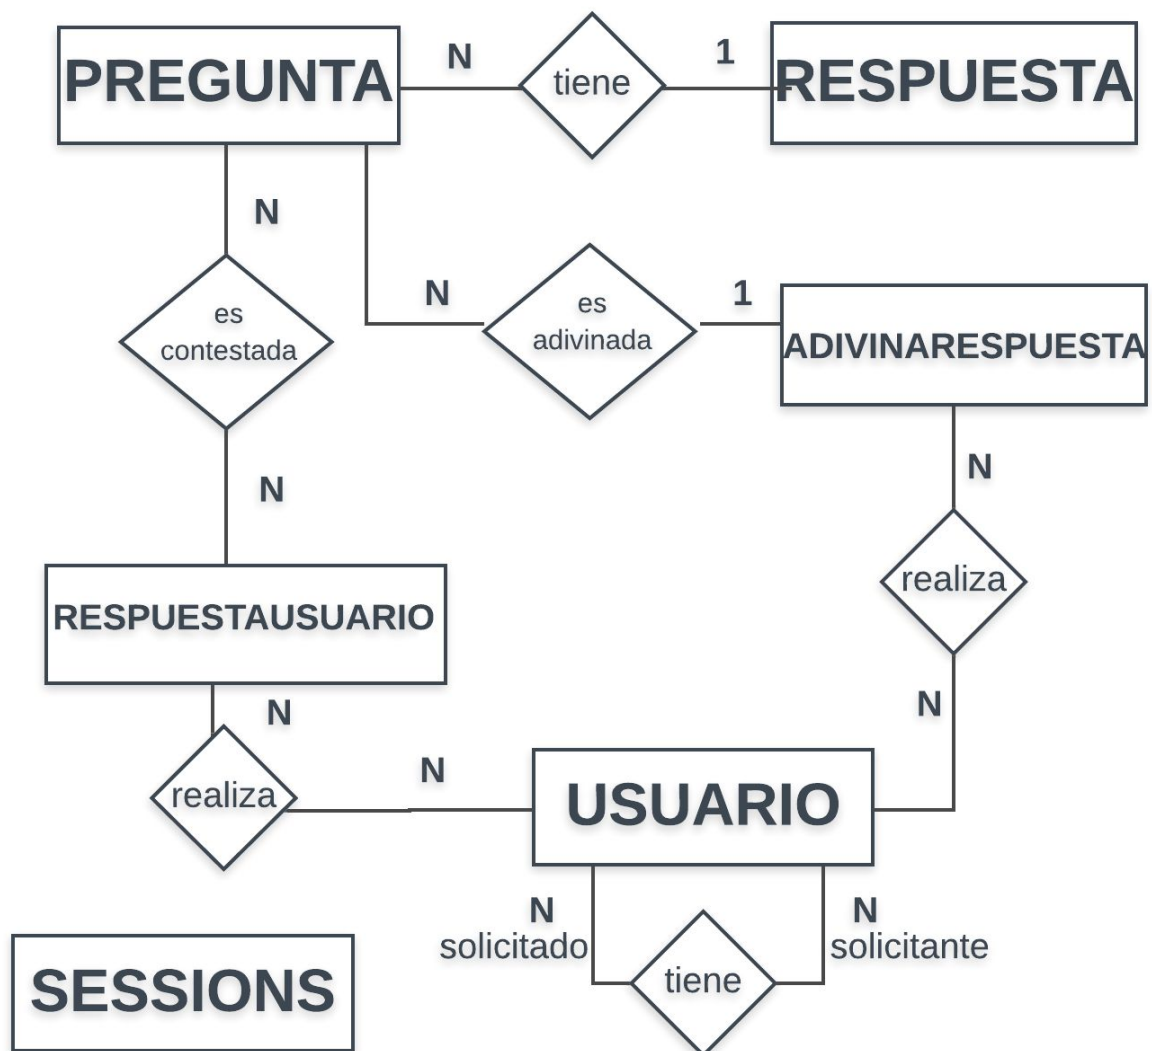 PREGUNTA
N
tiene
1
RESPUESTA
N
es
contestada
N
es
adivinada
1
ADIVINARESPUESTA
N
N
realiza
RESPUESTAUSUARIO
N
N
realiza
N
USUARIO
N
solicitado
N
solicitante
tiene
SESSIONS